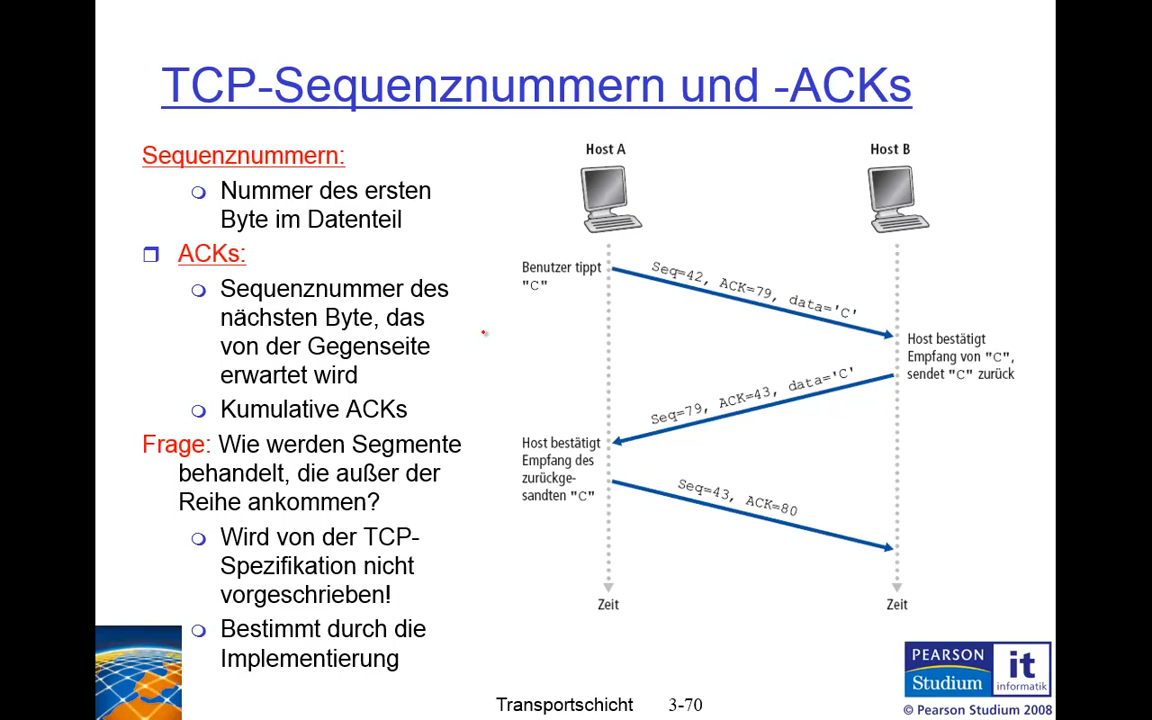 TCP-Sequenznummern und -ACKs
Sequenznummern:
Nummer des ersten
Byte im Datenteil
ACKs:
Sequenznummer des
nächsten Byte, das
von der Gegenseite
erwartet wird
Kumulative ACKs
Frage: Wie werden Segmente
behandelt, die außer der
Reihe ankommen?
Wird von der TCP-
Spezifikation nicht
vorgeschrieben!
Bestimmt durch die
Implementierung
Host A
Host B
Benutzer tippt
"C"
Seq=42, ACK=79, data='C'
Host bestätigt
Empfang von "C",
sendet "C" zurück
Seq=79, ACK=43, data='C'
Host bestätigt
Empfang des
zurückge-
sandten "C"
Seq=43, ACK=80
Zeit
Zeit
Transportschicht 3-70
PEARSON
Studium
it
informatik
© Pearson Studium 2008